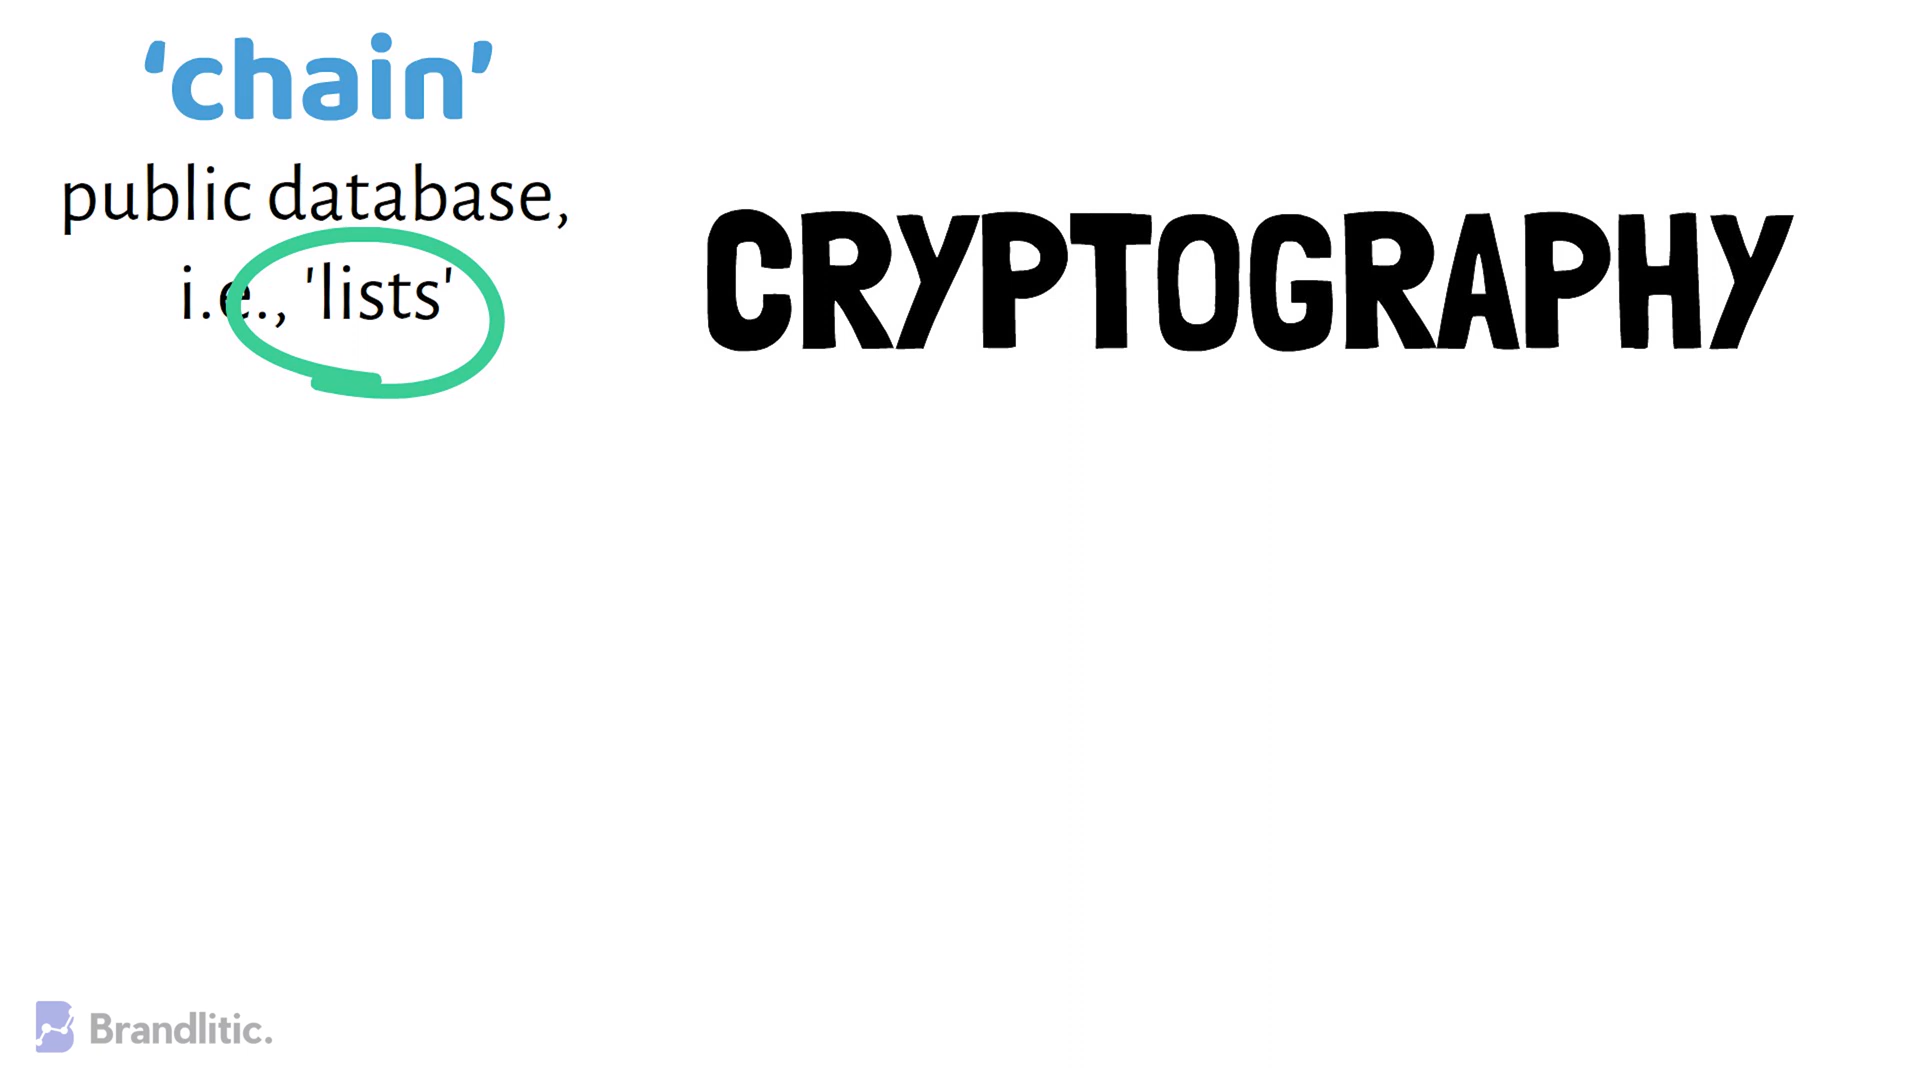 ‘chain’
public database,
i.e., 'lists'
CRYPTOGRAPHY
Brandlitic.